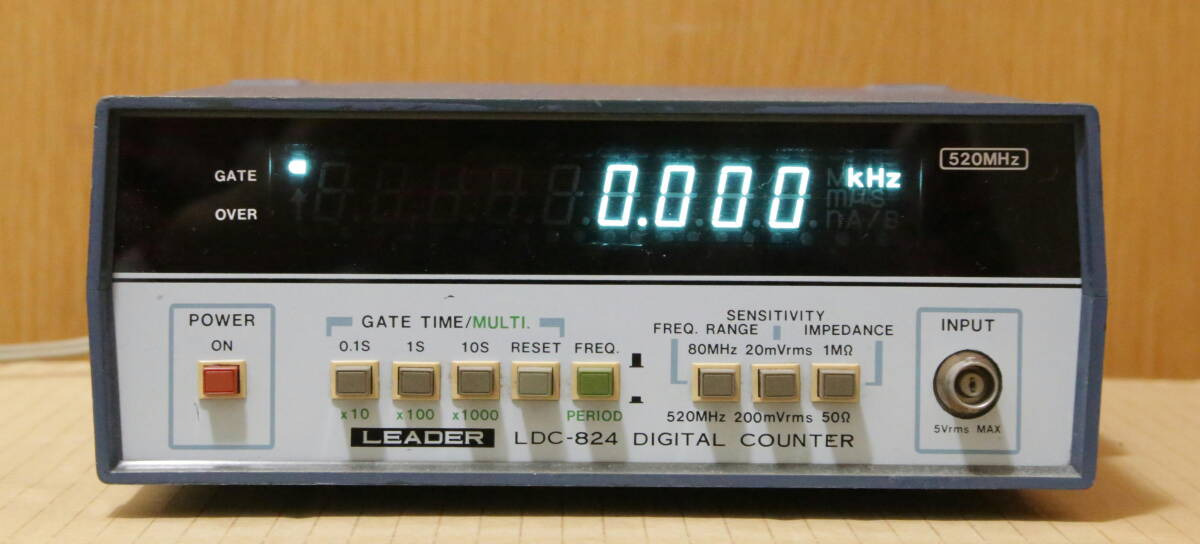 520MHz
GATE
0.000 kHz
OVER
POWER
ON
GATE TIME/MULTI.
0.1S 1S 10S RESET FREQ.
x10 x100 x1000 PERIOD
SENSITIVITY
FREQ. RANGE IMPEDANCE
80MHz 20mVrms 1MΩ
520MHz 200mVrms 50Ω
INPUT
5Vrms MAX
LEADER LDC-824 DIGITAL COUNTER